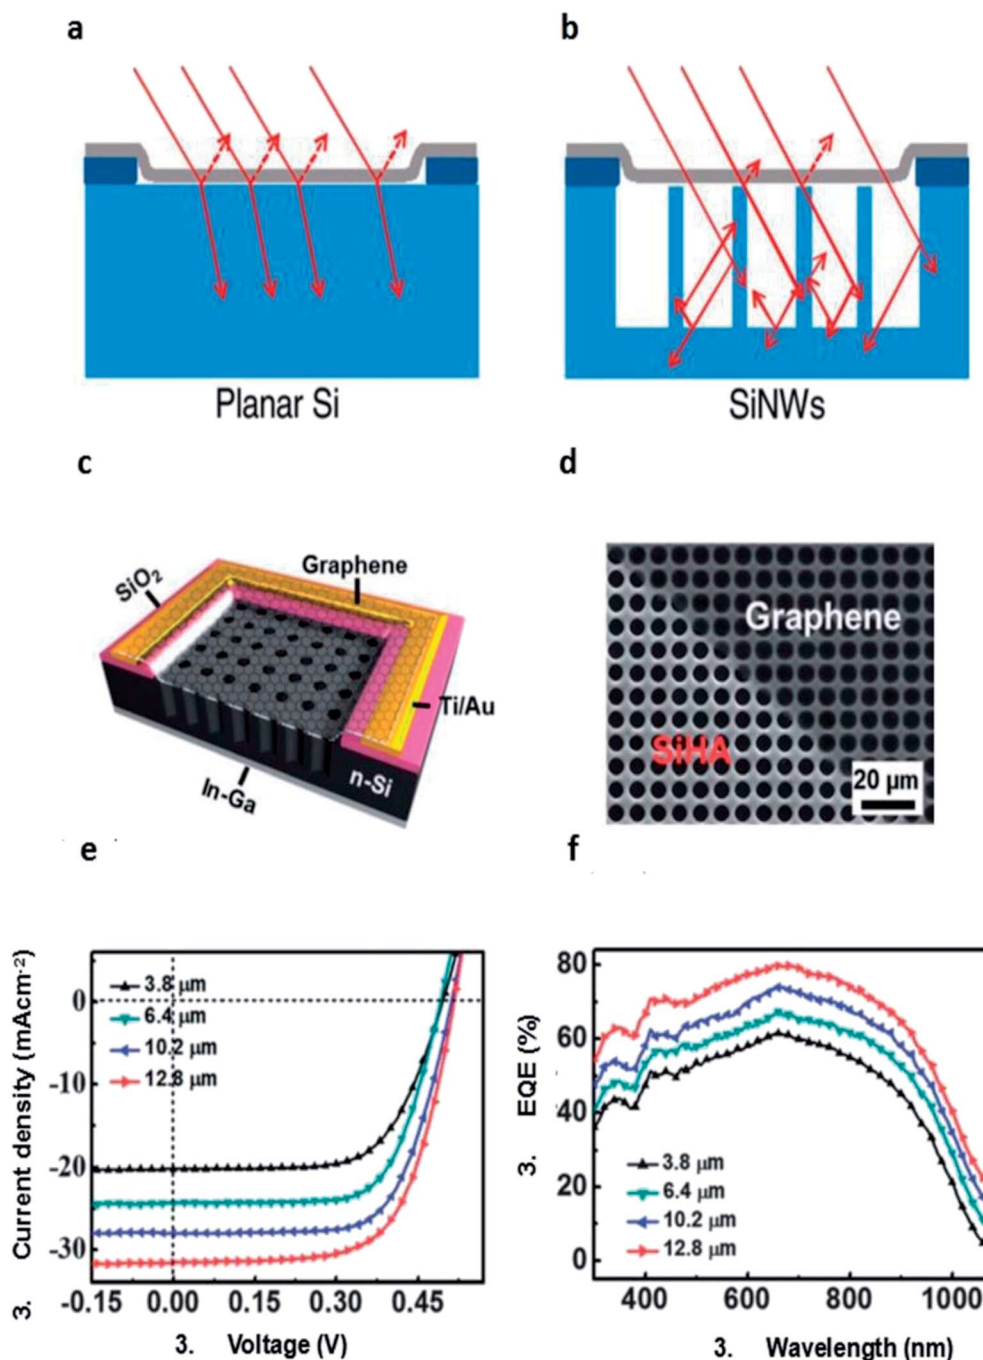 a
b
Planar Si
SiNWs
c
d
SiO2
Graphene
Ti/Au
n-Si
In-Ga
Graphene
SiHA
20 μm
e
f
Current density (mAcm-2)
3.
0
-10
-20
-30
3.8 μm
6.4 μm
10.2 μm
12.8 μm
-0.15
0.00
0.15
0.30
0.45
3. Voltage (V)
EQE (%)
3.
80
60
40
20
0
3.8 μm
6.4 μm
10.2 μm
12.8 μm
400
600
800
1000
3. Wavelength (nm)